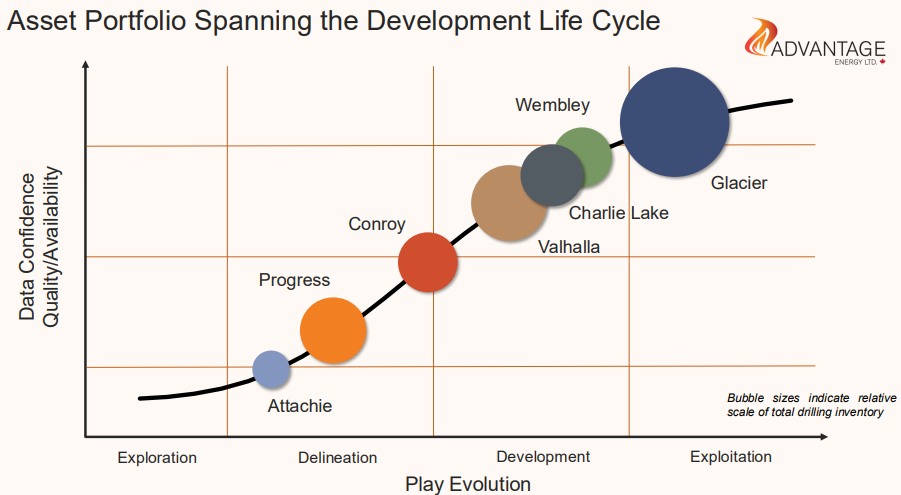 Asset Portfolio Spanning the Development Life Cycle
ADVANTAGE
ENERGY LTD.
Wembley
Glacier
Charlie Lake
Conroy
Valhalla
Progress
Attachie
Data Confidence
Quality/Availability
Bubble sizes indicate relative
scale of total drilling inventory
Exploration
Delineation
Development
Exploitation
Play Evolution